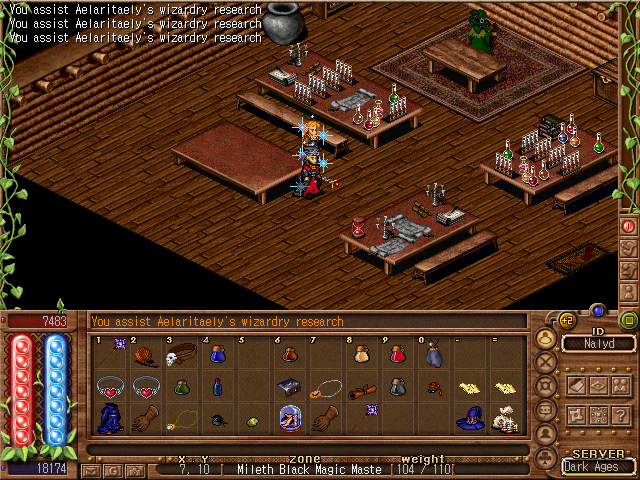 You assist Aelaritaely's wizardry research
You assist Aelaritaely's wizardry research
You assist Aelaritaely's wizardry research
7483
You assist Aelaritaely's wizardry research
+2
ID
Nalyd
1 2 3 4 5 6 7 8 9 0 - =
x. y zone weight
18174
7, 10 [ Mileth Black Magic Maste [104 / 110[
SERVER
Dark Ages